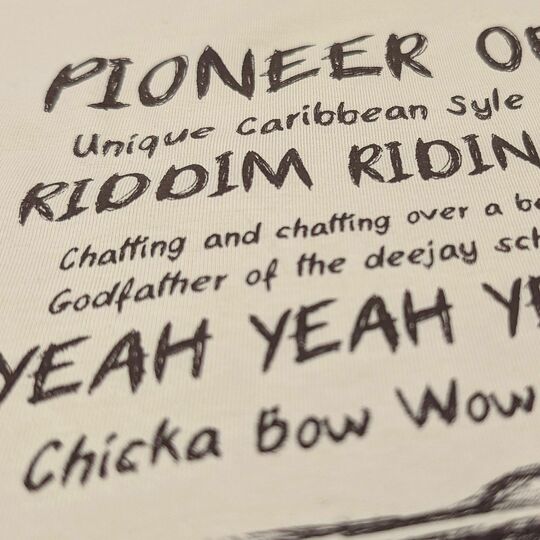 PIONEER OF
Unique Caribbean Syle
RIDDIM RIDIN
Chatting and chatting over a be
Godfather of the deejay sch
YEAH YEAH YE
Chicka Bow Wow